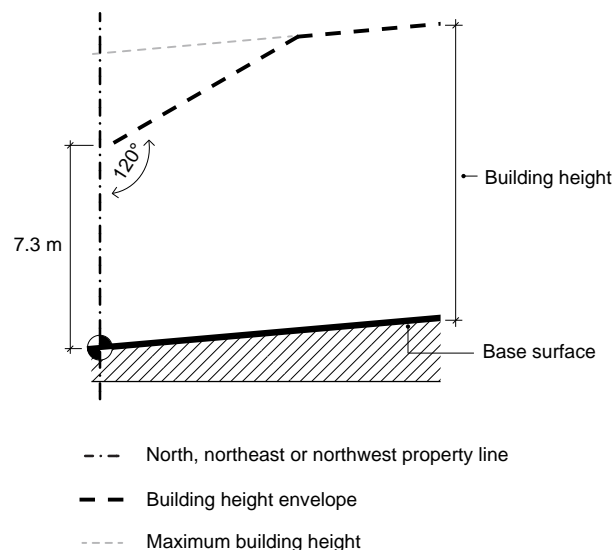 120°
Building height
7.3 m
Base surface
North, northeast or northwest property line
Building height envelope
Maximum building height